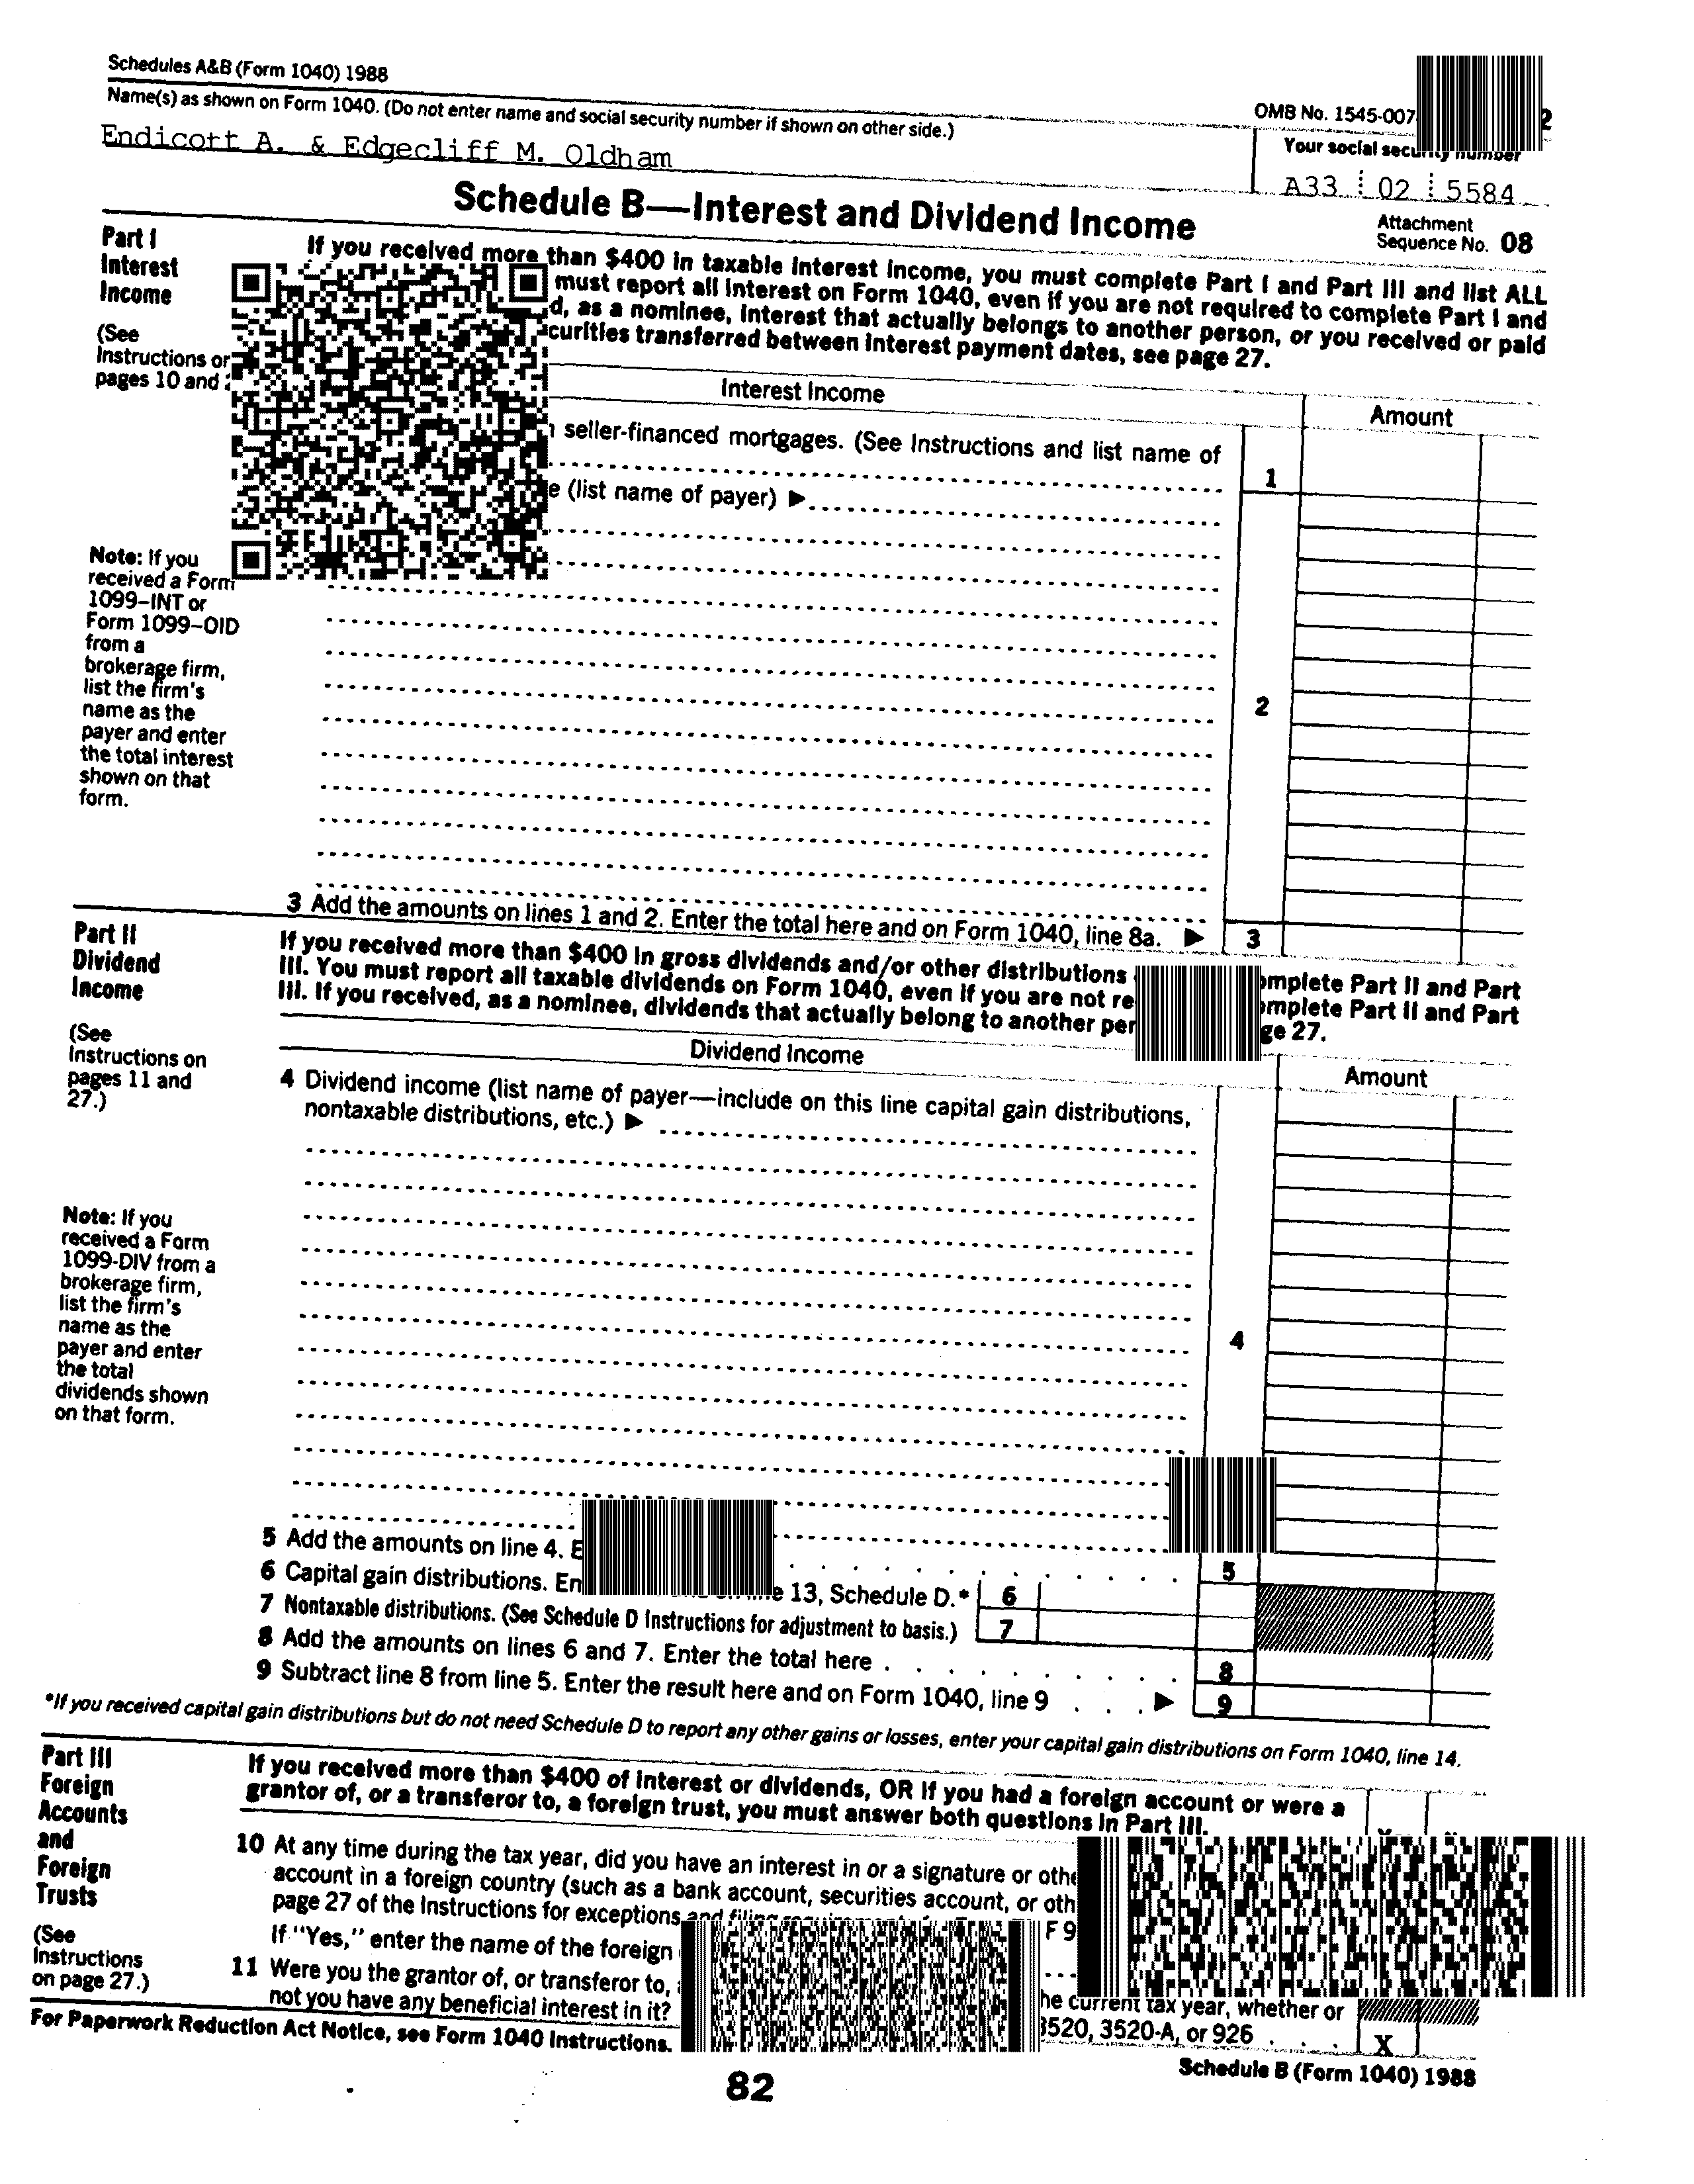 Schedules A&B (Form 1040) 1988
OMB No. 1545-007
2
Name(s) as shown on Form 1040. (Do not enter name and social security number if shown on other side.)
Your social security number
Endicott A. & Edgecliff M. Oldham
A33 02 5584
Schedule B—Interest and Dividend Income
Attachment
Sequence No. 08
Part I
Interest
Income
(See
Instructions on
pages 10 and
If you received more than $400 in taxable interest income, you must complete Part I and Part III and list ALL
must report all interest on Form 1040, even if you are not required to complete Part I and
d, as a nominee, interest that actually belongs to another person, or you received or paid
curities transferred between interest payment dates, see page 27.
Interest Income
Amount
seller-financed mortgages. (See Instructions and list name of
1
e (list name of payer) ▶
Note: If you
received a Form
1099–INT or
Form 1099–OID
from a
brokerage firm,
list the firm's
name as the
payer and enter
the total interest
shown on that
form.
2
3 Add the amounts on lines 1 and 2. Enter the total here and on Form 1040, line 8a. ▶ 3
Part II
Dividend
Income
(See
Instructions on
pages 11 and
27.)
If you received more than $400 in gross dividends and/or other distributions omplete Part II and Part
III. You must report all taxable dividends on Form 1040, even if you are not re omplete Part II and Part
III. If you received, as a nominee, dividends that actually belong to another per ge 27.
Dividend Income
Amount
4 Dividend income (list name of payer—include on this line capital gain distributions,
nontaxable distributions, etc.) ▶
Note: If you
received a Form
1099-DIV from a
brokerage firm,
list the firm's
name as the
payer and enter
the total
dividends shown
on that form.
4
5 Add the amounts on line 4. E 5
6 Capital gain distributions. En e 13, Schedule D.* 6
7 Nontaxable distributions. (See Schedule D Instructions for adjustment to basis.) 7
8 Add the amounts on lines 6 and 7. Enter the total here 8
9 Subtract line 8 from line 5. Enter the result here and on Form 1040, line 9 ▶ 9
*If you received capital gain distributions but do not need Schedule D to report any other gains or losses, enter your capital gain distributions on Form 1040, line 14.
Part III
Foreign
Accounts
and
Foreign
Trusts
(See
Instructions
on page 27.)
If you received more than $400 of interest or dividends, OR if you had a foreign account or were a
grantor of, or a transferor to, a foreign trust, you must answer both questions in Part III.
10 At any time during the tax year, did you have an interest in or a signature or othe
account in a foreign country (such as a bank account, securities account, or oth
page 27 of the Instructions for exceptions and filing F 9
If "Yes," enter the name of the foreign
11 Were you the grantor of, or transferor to, he current tax year, whether or
not you have any beneficial interest in it? 3520, 3520-A, or 926 X
For Paperwork Reduction Act Notice, see Form 1040 Instructions.
Schedule B (Form 1040) 1988
82